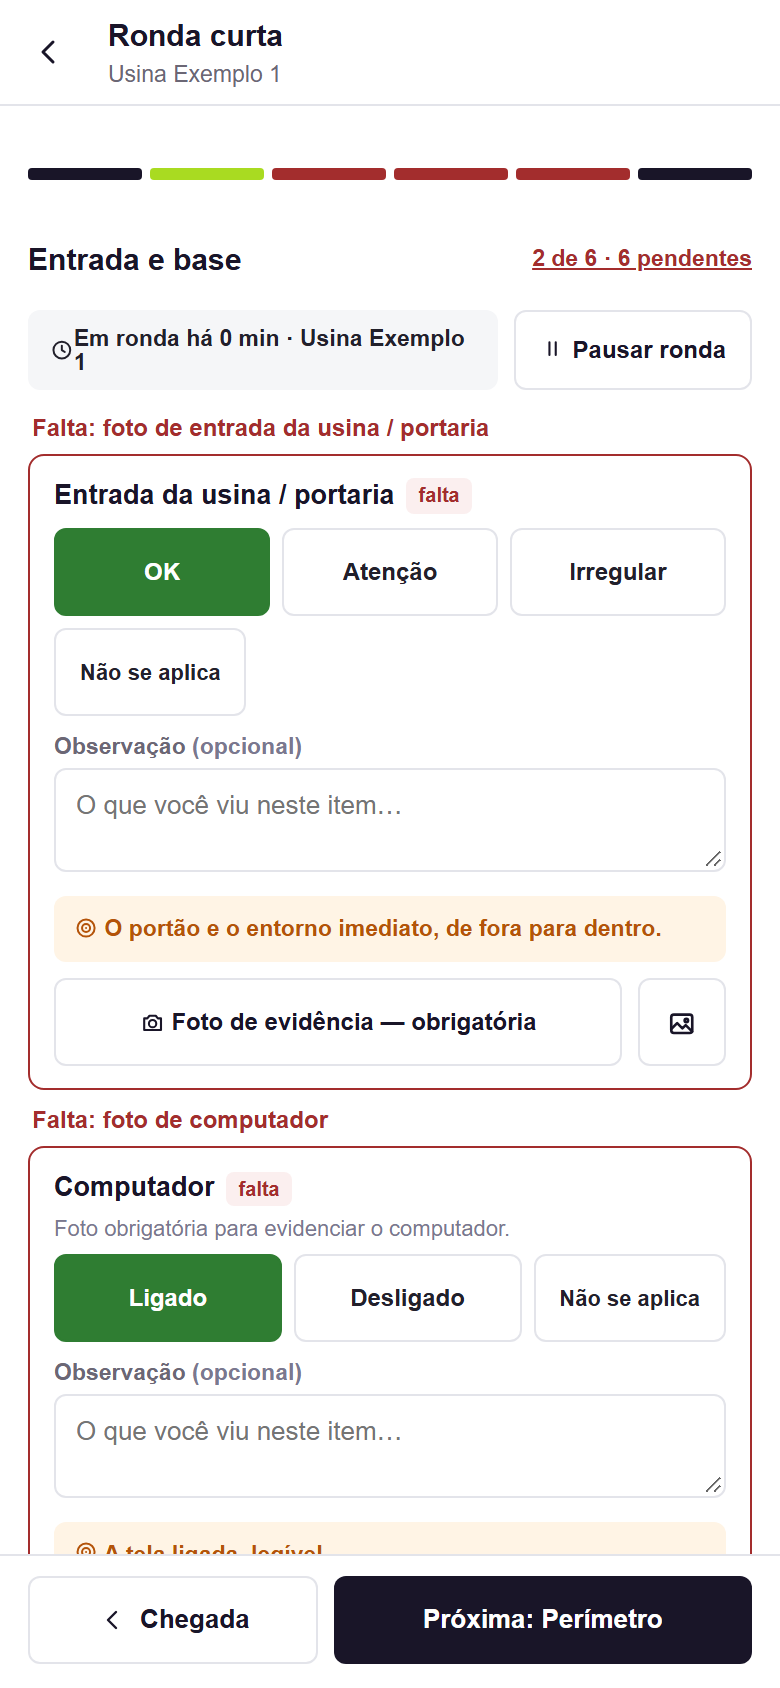 Ronda curta
Usina Exemplo 1
Entrada e base
2 de 6 · 6 pendentes
Em ronda há 0 min · Usina Exemplo
1
Pausar ronda
Falta: foto de entrada da usina / portaria
Entrada da usina / portaria
falta
OK
Atenção
Irregular
Não se aplica
Observação (opcional)
O que você viu neste item…
O portão e o entorno imediato, de fora para dentro.
Foto de evidência — obrigatória
Falta: foto de computador
Computador
falta
Foto obrigatória para evidenciar o computador.
Ligado
Desligado
Não se aplica
Observação (opcional)
O que você viu neste item…
A tela ligada, legível
Chegada
Próxima: Perímetro